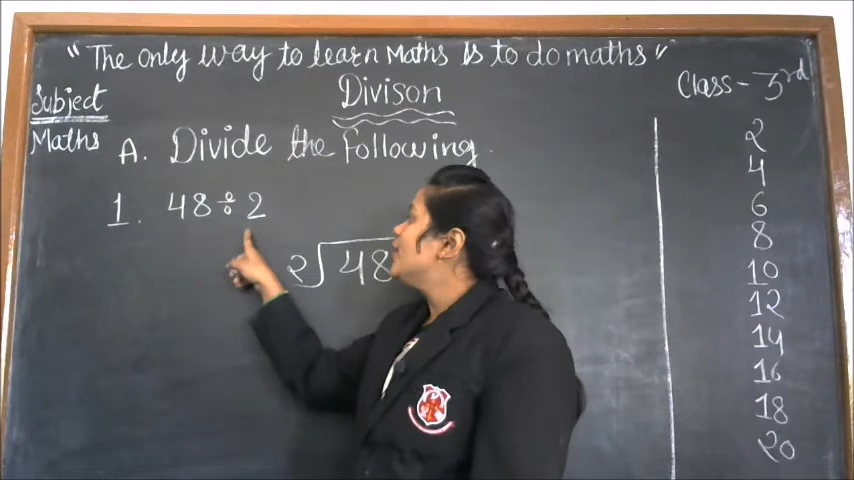 "The only way to learn Maths Is to do maths"
Divison
Class - 3rd
Subject
Maths
A. Divide the following
1. 48 ÷ 2
2 48
2
4
6
8
10
12
14
16
18
20